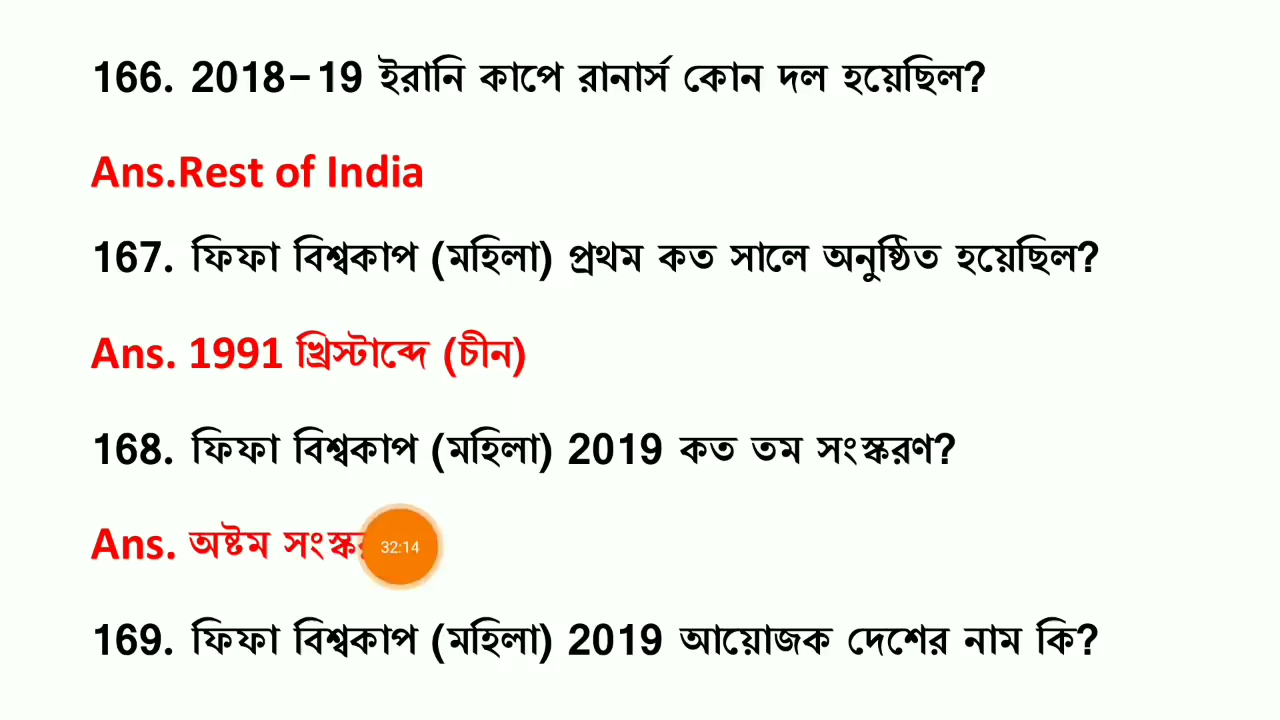 166. 2018-19 ইরানি কাপে রানার্স কোন দল হয়েছিল?
Ans.Rest of India
167. ফিফা বিশ্বকাপ (মহিলা) প্রথম কত সালে অনুষ্ঠিত হয়েছিল?
Ans. 1991 খ্রিস্টাব্দে (চীন)
168. ফিফা বিশ্বকাপ (মহিলা) 2019 কত তম সংস্করণ?
Ans. অষ্টম
32:14
169. ফিফা বিশ্বকাপ (মহিলা) 2019 আয়োজক দেশের নাম কি?